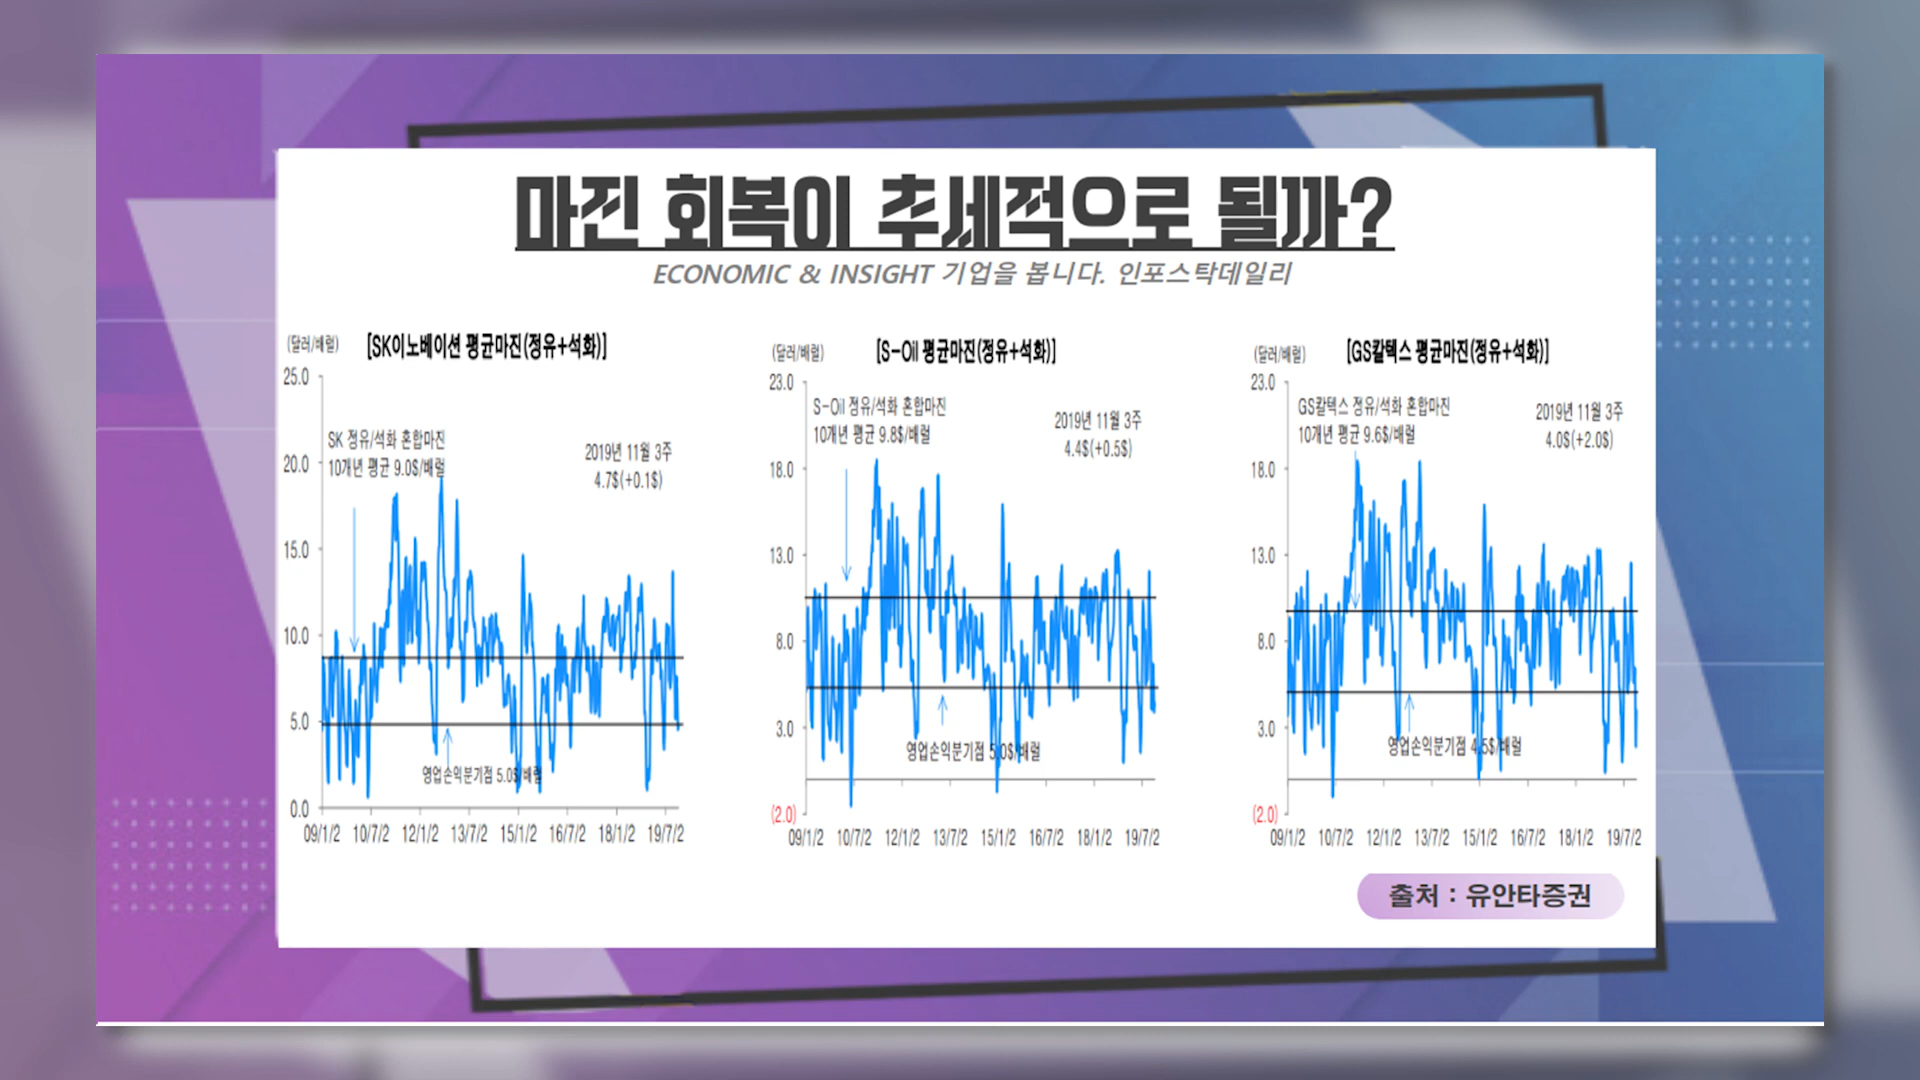 마진 회복이 추세적으로 될까?
ECONOMIC & INSIGHT 기업을 봅니다. 인포스탁데일리
(달러/배럴) [SK이노베이션 평균마진(정유+석화)]
25.0
20.0
15.0
10.0
5.0
0.0
SK 정유/석화 혼합마진
10개년 평균 9.0$/배럴
2019년 11월 3주
4.7$(+0.1$)
영업손익분기점 5.0$/배럴
09/1/2 10/7/2 12/1/2 13/7/2 15/1/2 16/7/2 18/1/2 19/7/2
(달러/배럴) [S-Oil 평균마진(정유+석화)]
23.0
18.0
13.0
8.0
3.0
(2.0)
S-Oil 정유/석화 혼합마진
10개년 평균 9.8$/배럴
2019년 11월 3주
4.4$(+0.5$)
영업손익분기점 5.0$/배럴
09/1/2 10/7/2 12/1/2 13/7/2 15/1/2 16/7/2 18/1/2 19/7/2
(달러/배럴) [GS칼텍스 평균마진(정유+석화)]
23.0
18.0
13.0
8.0
3.0
(2.0)
GS칼텍스 정유/석화 혼합마진
10개년 평균 9.6$/배럴
2019년 11월 3주
4.0$(+2.0$)
영업손익분기점 4.5$/배럴
09/1/2 10/7/2 12/1/2 13/7/2 15/1/2 16/7/2 18/1/2 19/7/2
출처 : 유안타증권